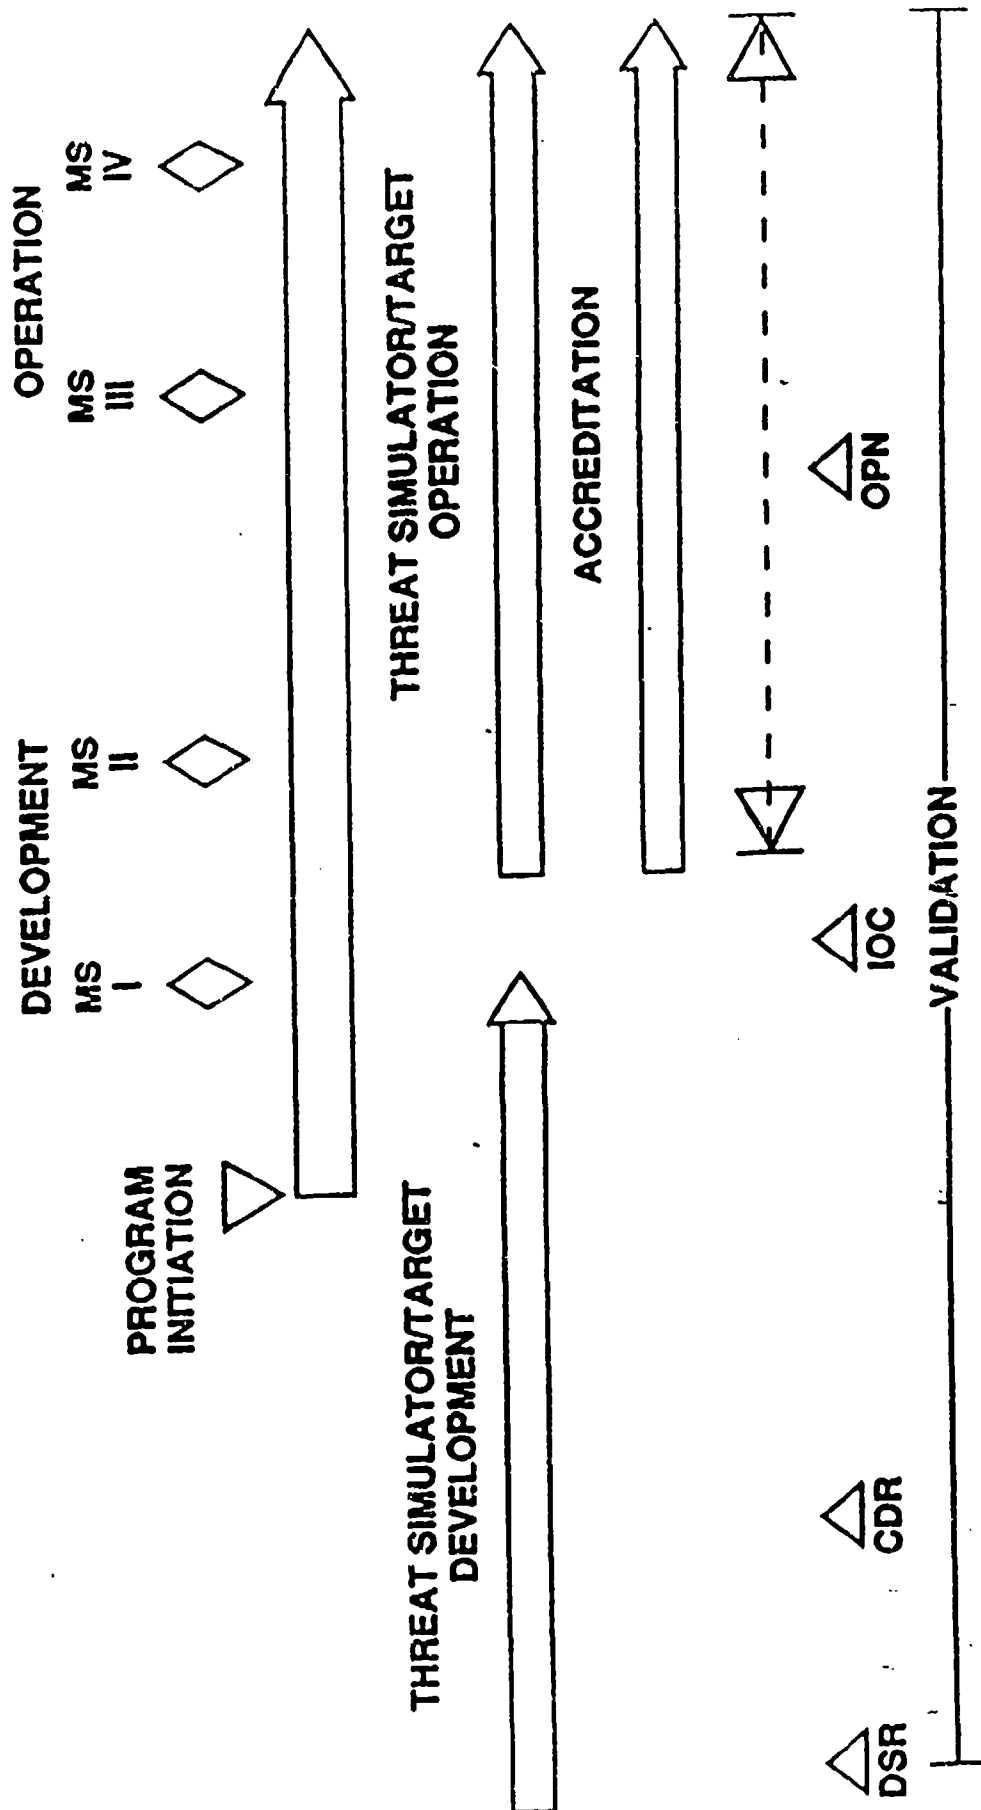 DEVELOPMENT
OPERATION
PROGRAM
INITIATION
MS
I
MS
II
MS
III
MS
IV
THREAT SIMULATOR/TARGET
DEVELOPMENT
THREAT SIMULATOR/TARGET
OPERATION
ACCREDITATION
DSR
CDR
IOC
OPN
VALIDATION